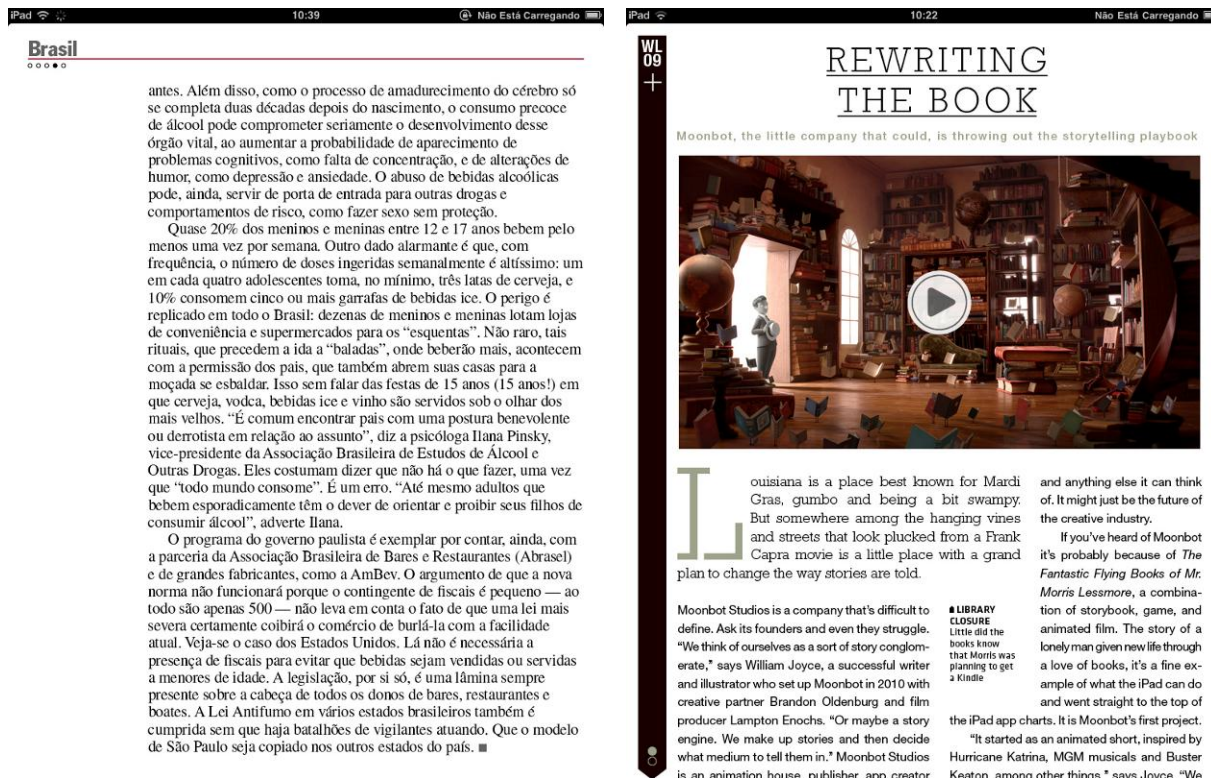 iPad 10:39 Não Está Carregando
Brasil
antes. Além disso, como o processo de amadurecimento do cérebro só
se completa duas décadas depois do nascimento, o consumo precoce
de álcool pode comprometer seriamente o desenvolvimento desse
órgão vital, ao aumentar a probabilidade de aparecimento de
problemas cognitivos, como falta de concentração, e de alterações de
humor, como depressão e ansiedade. O abuso de bebidas alcoólicas
pode, ainda, servir de porta de entrada para outras drogas e
comportamentos de risco, como fazer sexo sem proteção.
Quase 20% dos meninos e meninas entre 12 e 17 anos bebem pelo
menos uma vez por semana. Outro dado alarmante é que, com
frequência, o número de doses ingeridas semanalmente é altíssimo: um
em cada quatro adolescentes toma, no mínimo, três latas de cerveja, e
10% consomem cinco ou mais garrafas de bebidas ice. O perigo é
replicado em todo o Brasil: dezenas de meninos e meninas lotam lojas
de conveniência e supermercados para os “esquentas”. Não raro, tais
rituais, que precedem a ida a “baladas”, onde beberão mais, acontecem
com a permissão dos pais, que também abrem suas casas para a
moçada se esbaldar. Isso sem falar das festas de 15 anos (15 anos!) em
que cerveja, vodca, bebidas ice e vinho são servidos sob o olhar dos
mais velhos. “É comum encontrar pais com uma postura benevolente
ou derrotista em relação ao assunto”, diz a psicóloga Ilana Pinsky,
vice-presidente da Associação Brasileira de Estudos de Álcool e
Outras Drogas. Eles costumam dizer que não há o que fazer, uma vez
que “todo mundo consome”. É um erro. “Até mesmo adultos que
bebem esporadicamente têm o dever de orientar e proibir seus filhos de
consumir álcool”, adverte Ilana.
O programa do governo paulista é exemplar por contar, ainda, com
a parceria da Associação Brasileira de Bares e Restaurantes (Abrasel)
e de grandes fabricantes, como a AmBev. O argumento de que a nova
norma não funcionará porque o contingente de fiscais é pequeno — ao
todo são apenas 500 — não leva em conta o fato de que uma lei mais
severa certamente coibirá o comércio de burlá-la com a facilidade
atual. Veja-se o caso dos Estados Unidos. Lá não é necessária a
presença de fiscais para evitar que bebidas sejam vendidas ou servidas
a menores de idade. A legislação, por si só, é uma lâmina sempre
presente sobre a cabeça de todos os donos de bares, restaurantes e
boates. A Lei Antifumo em vários estados brasileiros também é
cumprida sem que haja batalhões de vigilantes atuando. Que o modelo
de São Paulo seja copiado nos outros estados do país.
iPad 10:22 Não Está Carregando
WL
09
REWRITING
THE BOOK
Moonbot, the little company that could, is throwing out the storytelling playbook
Louisiana is a place best known for Mardi
Gras, gumbo and being a bit swampy.
But somewhere among the hanging vines
and streets that look plucked from a Frank
Capra movie is a little place with a grand
plan to change the way stories are told.
Moonbot Studios is a company that’s difficult to
define. Ask its founders and even they struggle.
“We think of ourselves as a sort of story conglom-
erate,” says William Joyce, a successful writer
and illustrator who set up Moonbot in 2010 with
creative partner Brandon Oldenburg and film
producer Lampton Enochs. “Or maybe a story
engine. We make up stories and then decide
what medium to tell them in.” Moonbot Studios
is an animation house, publisher, app creator
LIBRARY
CLOSURE
Little did the
books know
that Morris was
planning to get
a Kindle
and anything else it can think
of. It might just be the future of
the creative industry.
If you’ve heard of Moonbot
it’s probably because of The
Fantastic Flying Books of Mr.
Morris Lessmore, a combina-
tion of storybook, game, and
animated film. The story of a
lonely man given new life through
a love of books, it’s a fine ex-
ample of what the iPad can do
and went straight to the top of
the iPad app charts. It is Moonbot’s first project.
“It started as an animated short, inspired by
Hurricane Katrina, MGM musicals and Buster
Keaton, among other things,” says Joyce. “We